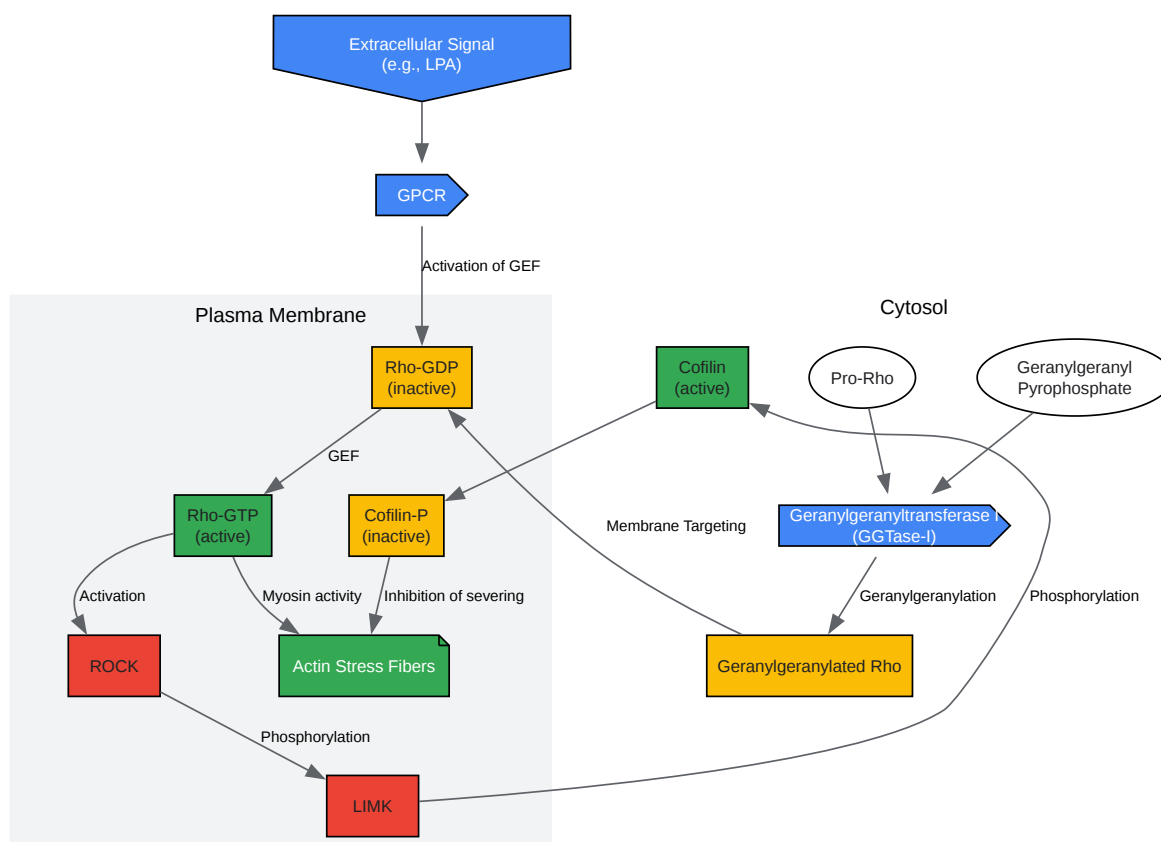 Extracellular Signal
(e.g., LPA)
GPCR
Activation of GEF
Plasma Membrane
Cytosol
Rho-GDP
(inactive)
Cofilin
(active)
Pro-Rho
Geranylgeranyl
Pyrophosphate
GEF
Rho-GTP
(active)
Cofilin-P
(inactive)
Membrane Targeting
Geranylgeranyltransferase I
(GGTase-I)
Activation
Myosin activity
Inhibition of severing
Geranylgeranylation
Phosphorylation
ROCK
Actin Stress Fibers
Geranylgeranylated Rho
Phosphorylation
LIMK